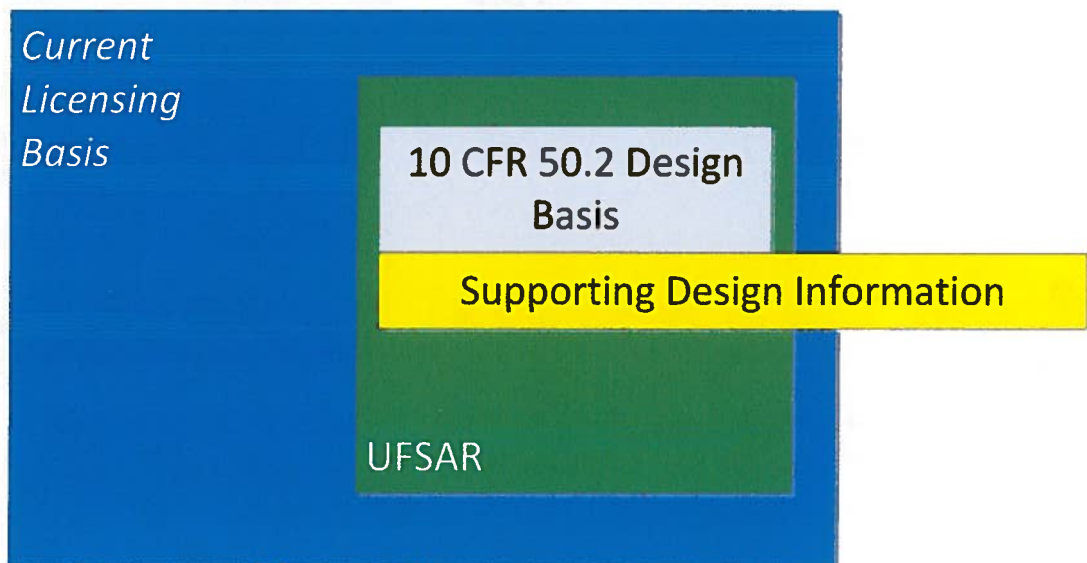 Current
Licensing
Basis
10 CFR 50.2 Design
Basis
Supporting Design Information
UFSAR